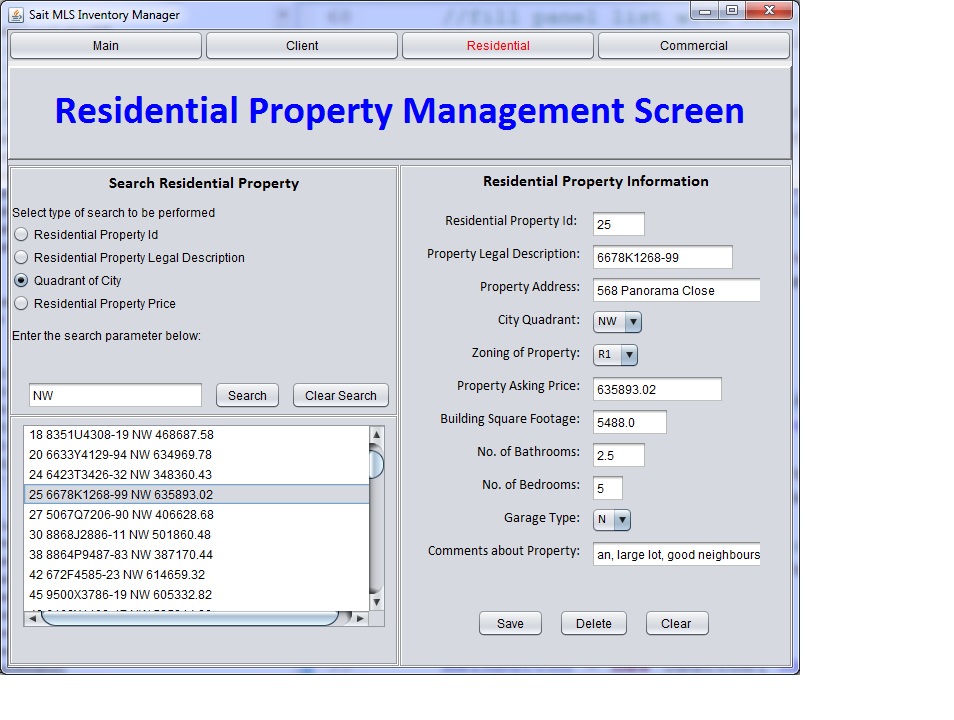 Sait MLS Inventory Manager
Main Client Residential Commercial
Residential Property Management Screen
Search Residential Property
Select type of search to be performed
Residential Property Id
Residential Property Legal Description
Quadrant of City
Residential Property Price
Enter the search parameter below:
NW Search Clear Search
18 8351U4308-19 NW 468687.58
20 6633Y4129-94 NW 634969.78
24 6423T3426-32 NW 348360.43
25 6678K1268-99 NW 635893.02
27 5067Q7206-90 NW 406628.68
30 8868J2886-11 NW 501860.48
38 8864P9487-83 NW 387170.44
42 672F4585-23 NW 614659.32
45 9500X3786-19 NW 605332.82
Residential Property Information
Residential Property Id: 25
Property Legal Description: 6678K1268-99
Property Address: 568 Panorama Close
City Quadrant: NW
Zoning of Property: R1
Property Asking Price: 635893.02
Building Square Footage: 5488.0
No. of Bathrooms: 2.5
No. of Bedrooms: 5
Garage Type: N
Comments about Property: an, large lot, good neighbours
Save Delete Clear